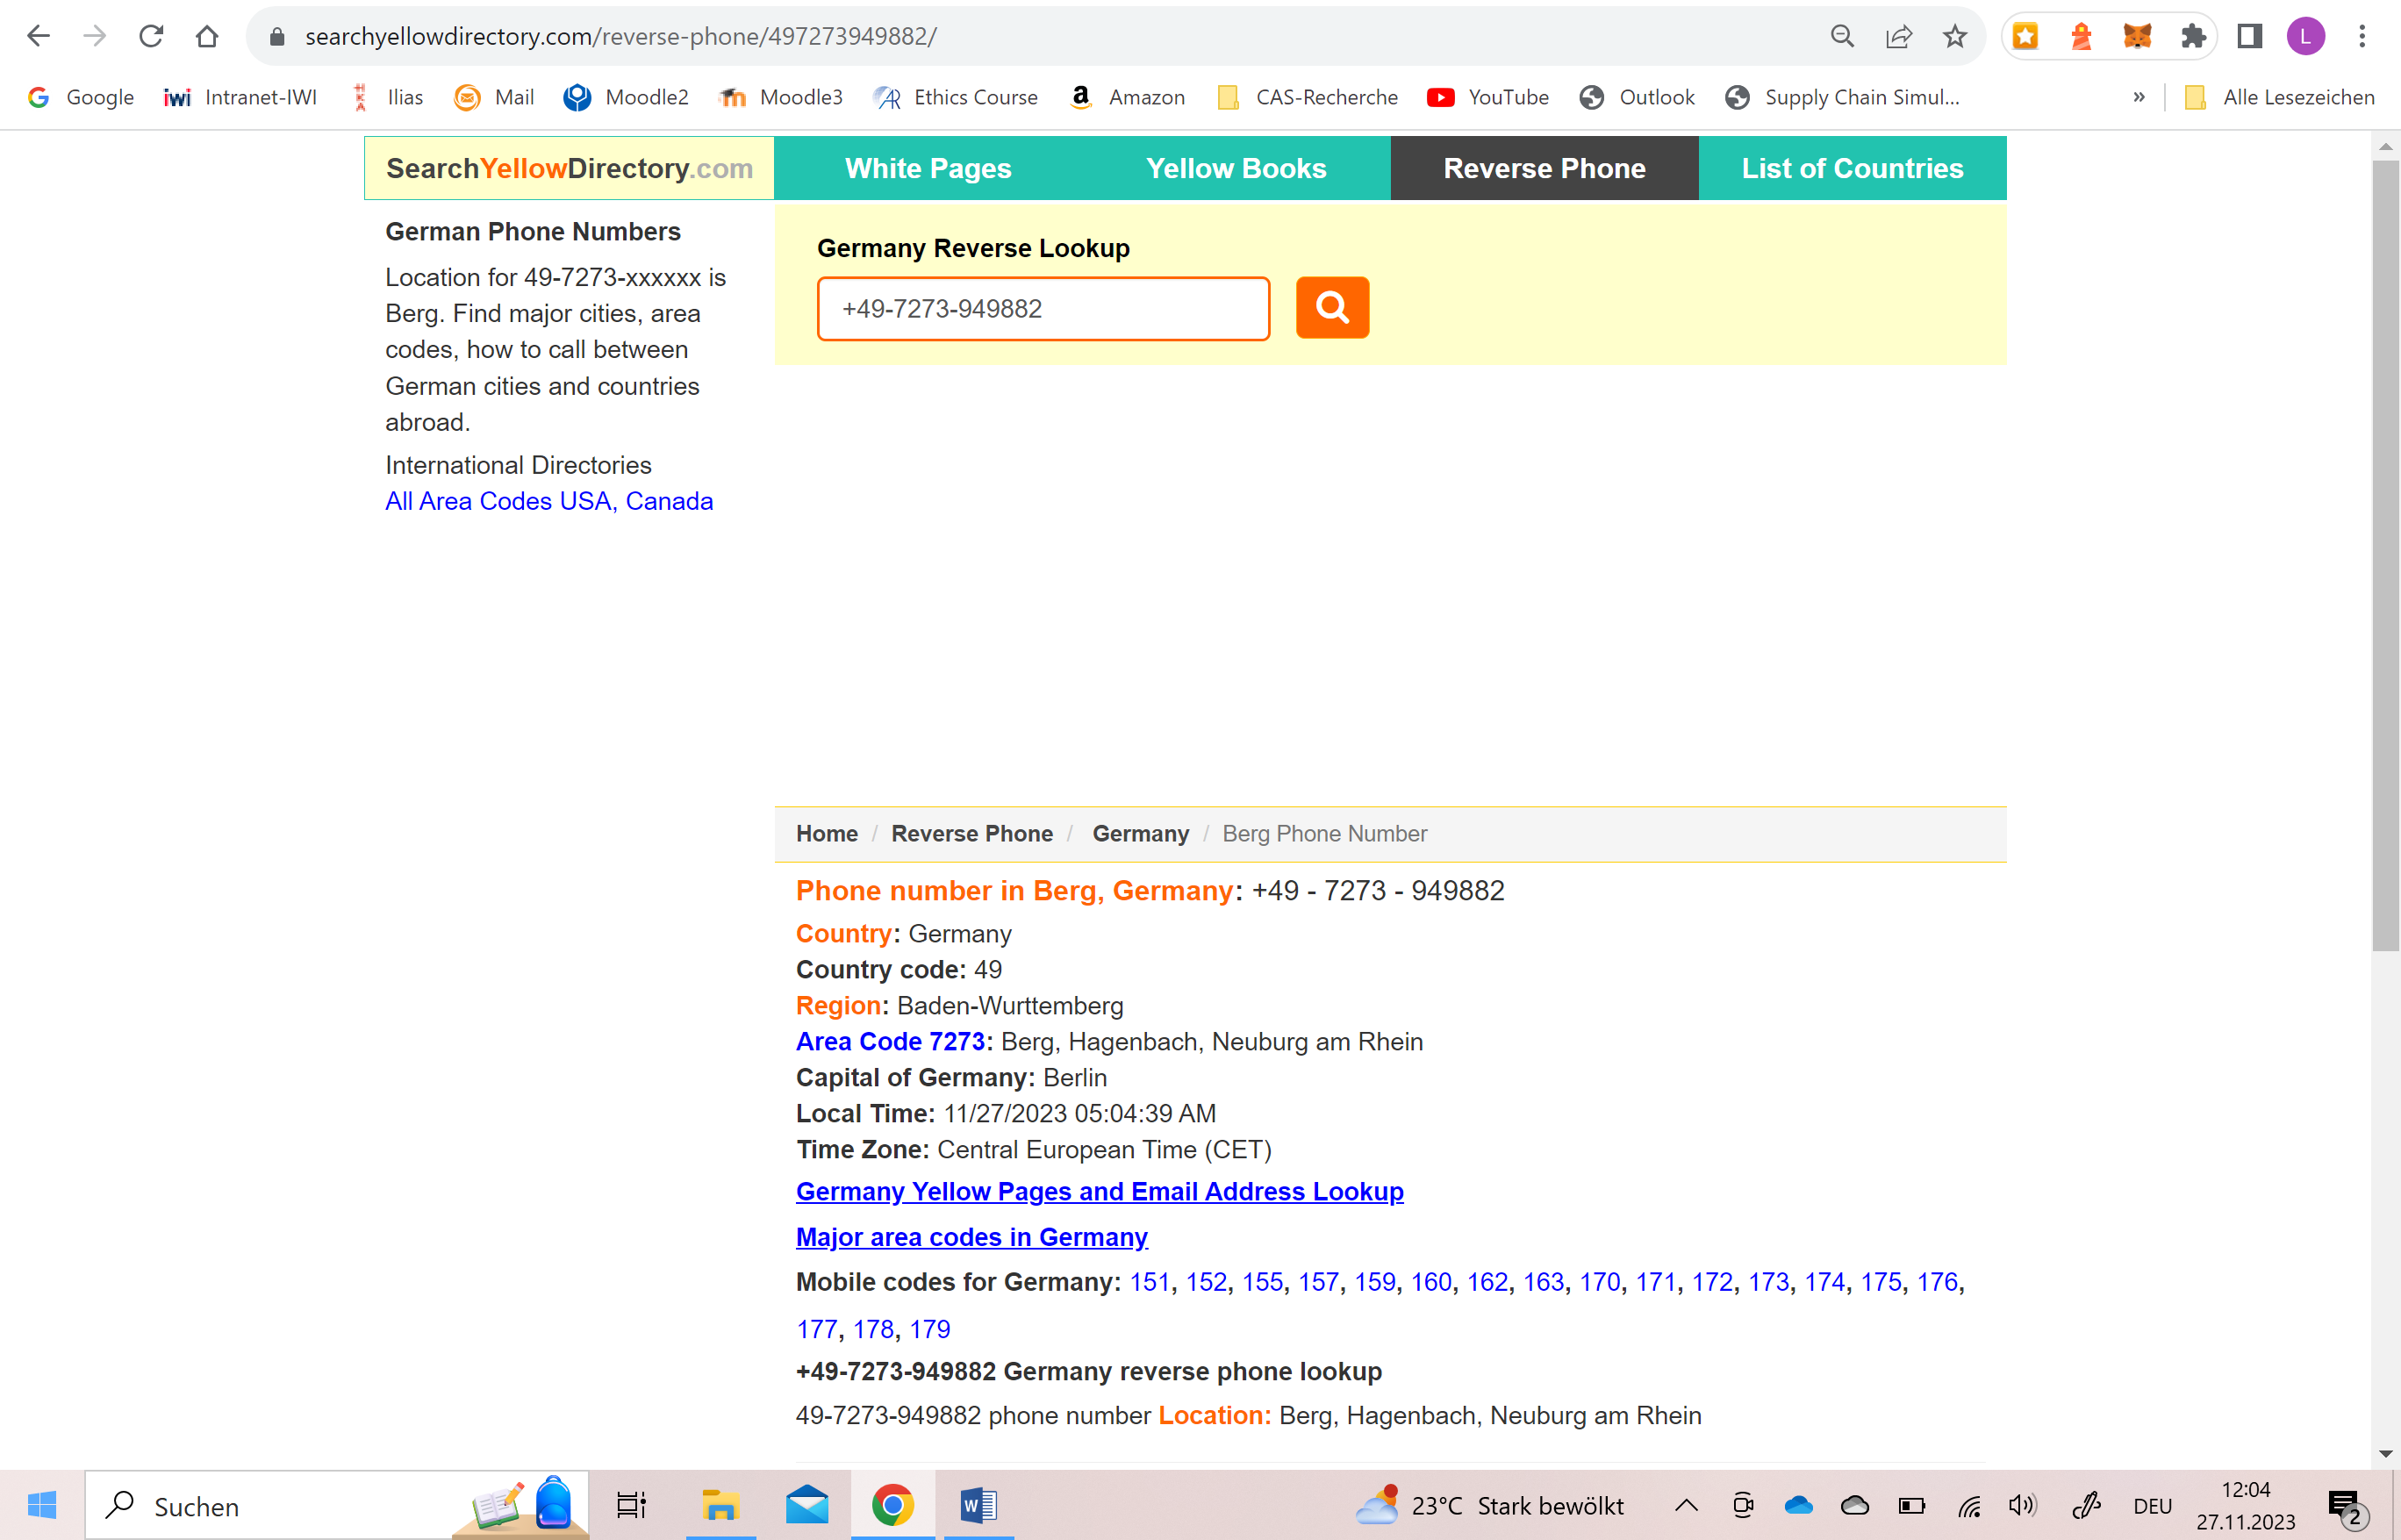 searchyellowdirectory.com/reverse-phone/497273949882/
L
Google iwi Intranet-IWI Ilias Mail Moodle2 Moodle3 Ethics Course Amazon CAS-Recherche YouTube Outlook Supply Chain Simul... » Alle Lesezeichen
SearchYellowDirectory.com White Pages Yellow Books Reverse Phone List of Countries
German Phone Numbers
Location for 49-7273-xxxxxx is
Berg. Find major cities, area
codes, how to call between
German cities and countries
abroad.
International Directories
All Area Codes USA, Canada
Germany Reverse Lookup
+49-7273-949882
Home / Reverse Phone / Germany / Berg Phone Number
Phone number in Berg, Germany: +49 - 7273 - 949882
Country: Germany
Country code: 49
Region: Baden-Wurttemberg
Area Code 7273: Berg, Hagenbach, Neuburg am Rhein
Capital of Germany: Berlin
Local Time: 11/27/2023 05:04:39 AM
Time Zone: Central European Time (CET)
Germany Yellow Pages and Email Address Lookup
Major area codes in Germany
Mobile codes for Germany: 151, 152, 155, 157, 159, 160, 162, 163, 170, 171, 172, 173, 174, 175, 176,
177, 178, 179
+49-7273-949882 Germany reverse phone lookup
49-7273-949882 phone number Location: Berg, Hagenbach, Neuburg am Rhein
Suchen
W
23°C Stark bewölkt
DEU
12:04
27.11.2023
2